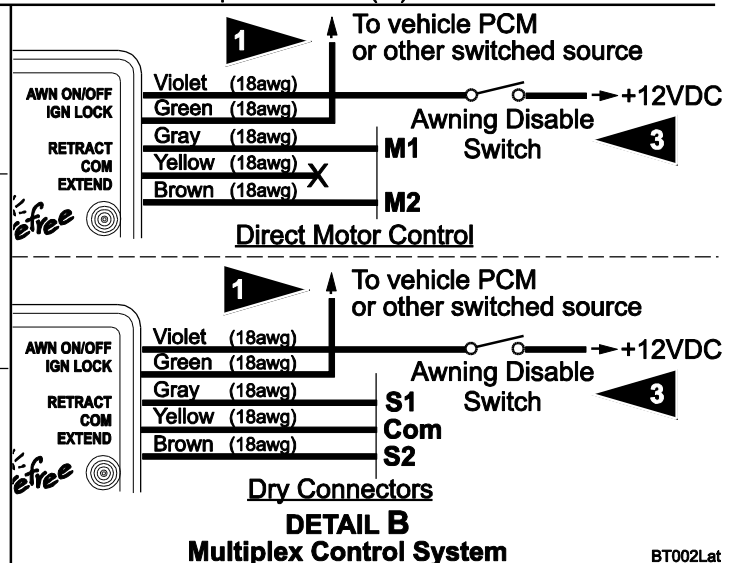 1
To vehicle PCM
or other switched source
AWN ON/OFF Violet (18awg) +12VDC
IGN LOCK Green (18awg)
Awning Disable
Switch
3
RETRACT Gray (18awg) M1
COM Yellow (18awg) X
EXTEND Brown (18awg) M2
Direct Motor Control
1
To vehicle PCM
or other switched source
AWN ON/OFF Violet (18awg) +12VDC
IGN LOCK Green (18awg)
Awning Disable
Switch
3
RETRACT Gray (18awg) S1
COM Yellow (18awg) Com
EXTEND Brown (18awg) S2
Dry Connectors
DETAIL B
Multiplex Control System
BT002Lat